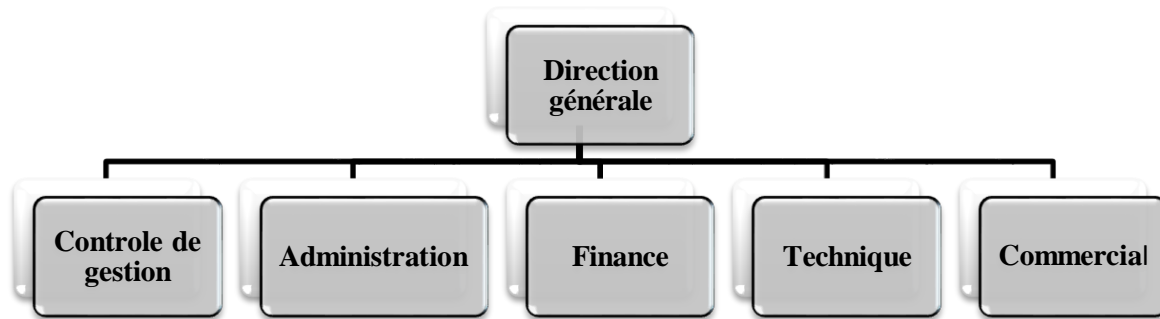 Direction
générale
Controle de
gestion
Administration
Finance
Technique
Commercial